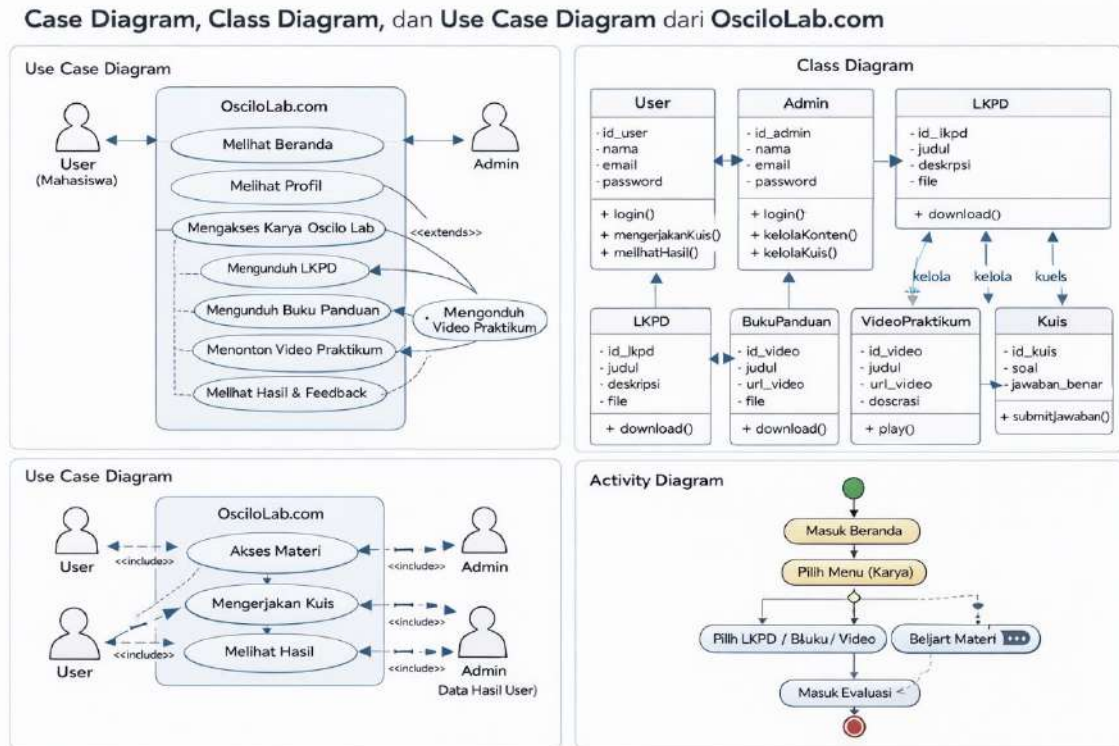 Case Diagram, Class Diagram, dan Use Case Diagram dari OsciloLab.com
Use Case Diagram
OsciloLab.com
User
(Mahasiswa)
Admin
Melihat Beranda
Melihat Profil
Mengakses Karya Oscilo Lab
<<extends>>
Mengunduh LKPD
Mengunduh Buku Panduan
Mengonduh
Video Praktikum
Menonton Video Praktikum
Melihat Hasil & Feedback
Class Diagram
User
- id_user
- nama
- email
- password
+ login()
+ mengerjakanKuis()
+ mellhatHasil()
Admin
- id_admin
- nama
- email
- password
+ login()
+ kelolaKonten()
+ kelolaKuis()
LKPD
- id_lkpd
- judul
- deskrpsi
- file
+ download()
kelola
kelola
kuels
LKPD
- id_lkpd
- judul
- deskripsi
- file
+ download()
BukuPanduan
- id_video
- judul
- url_video
- file
+ download()
VideoPraktikum
- id_video
- judul
- url_video
- doscrasi
+ play()
Kuis
- id_kuis
- soal
- jawaban_benar
+ submitJawaban()
Use Case Diagram
OsciloLab.com
User
<<include>>
Akses Materi
<<include>>
Admin
Mengerjakan Kuis
<<include>>
User
<<include>>
Melihat Hasil
<<include>>
Admin
Data Hasil User)
Activity Diagram
Masuk Beranda
Pilih Menu (Karya)
Pilih LKPD / Bluku / Video
Beljart Materi
Masuk Evaluasi